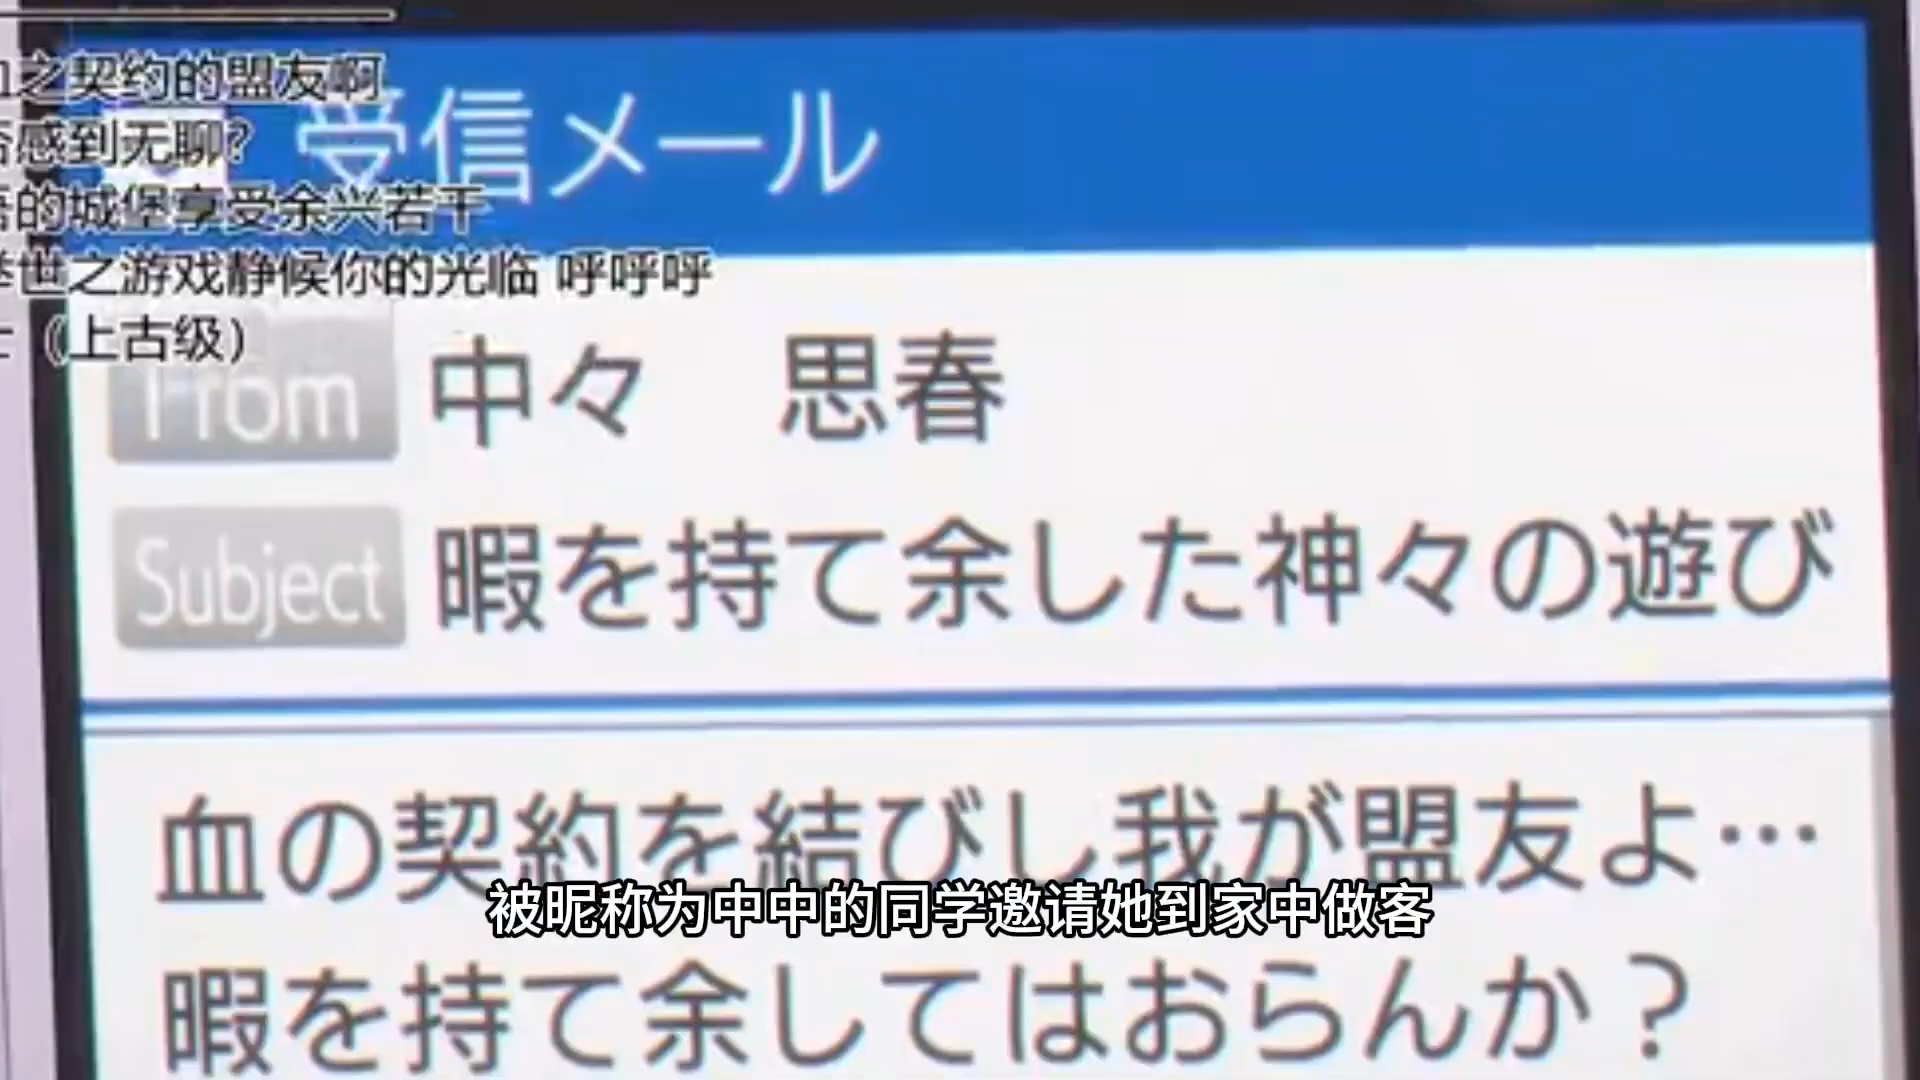 之契约的盟友啊
感到无聊?
的城堡享受余兴若干
世之游戏静候你的光临 呼呼呼
（上古级）
受信メール
From 中々 思春
Subject 暇を持て余した神々の遊び
血の契約を結びし我が盟友よ…
被昵称为中中的同学邀请她到家中做客
暇を持て余してはおらんか？